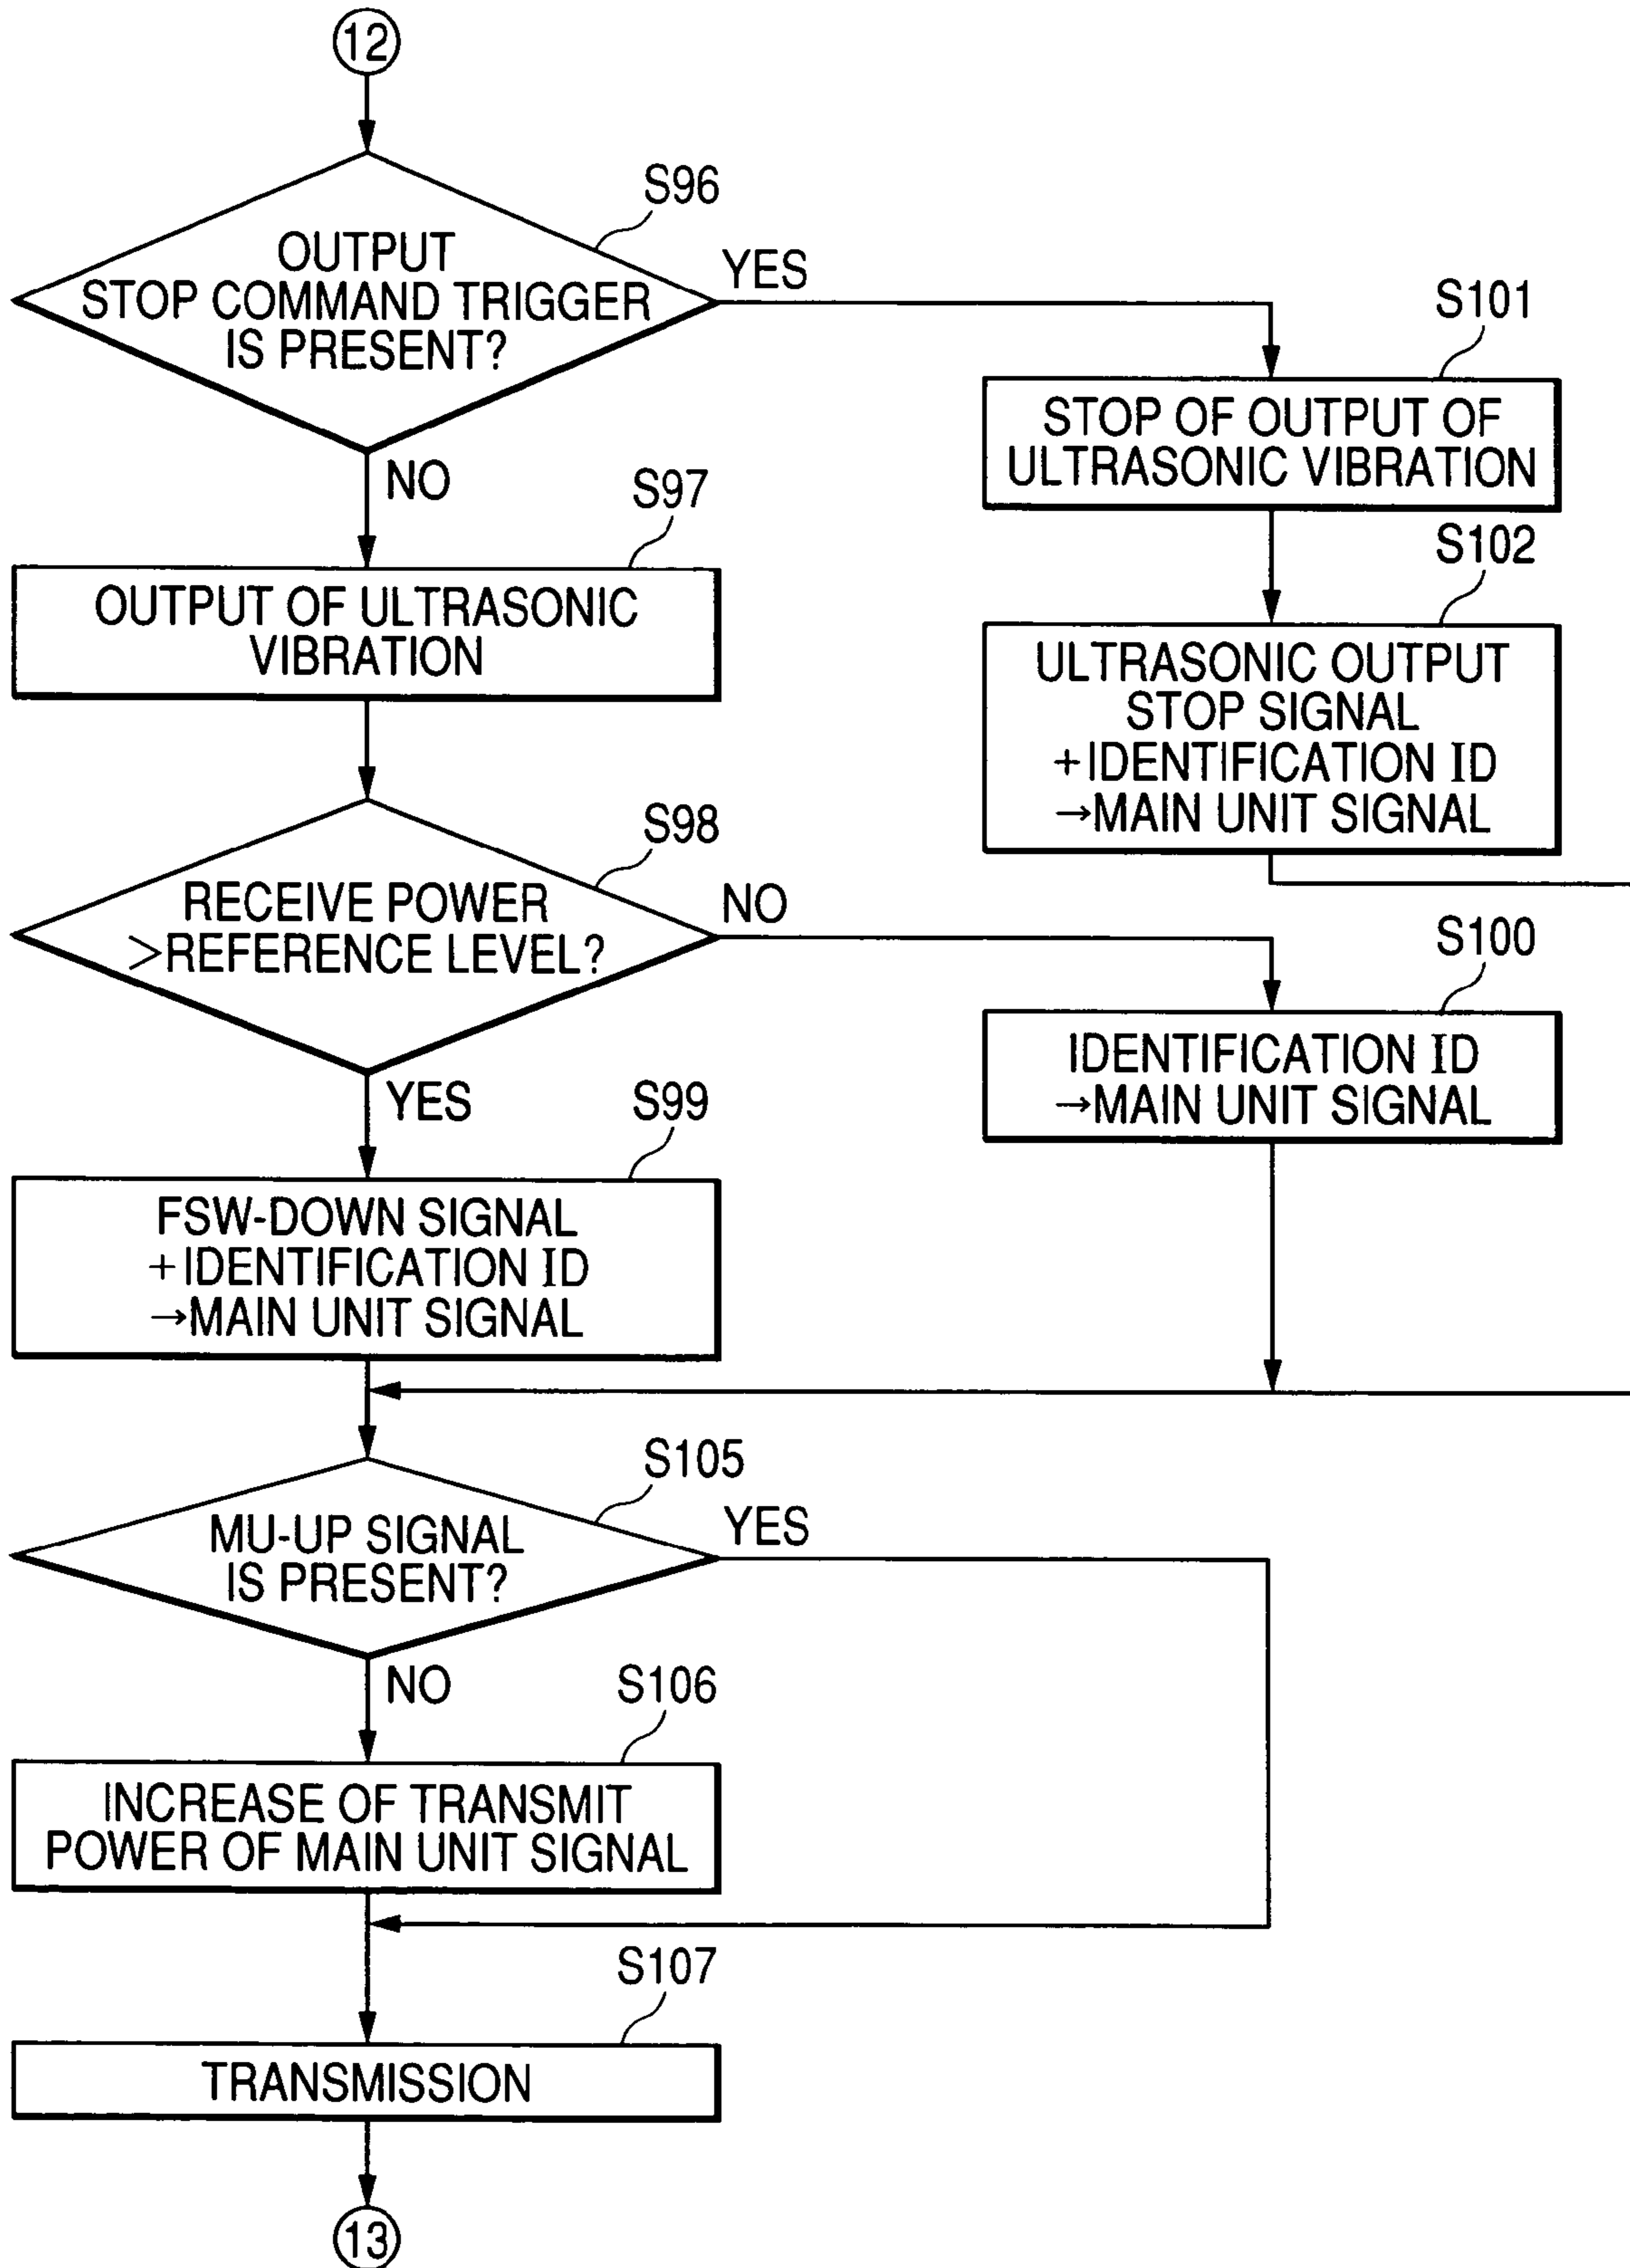 12
S96
OUTPUT
STOP COMMAND TRIGGER
IS PRESENT?
YES
NO
S101
STOP OF OUTPUT OF
ULTRASONIC VIBRATION
S97
OUTPUT OF ULTRASONIC
VIBRATION
S102
ULTRASONIC OUTPUT
STOP SIGNAL
+IDENTIFICATION ID
→MAIN UNIT SIGNAL
S98
RECEIVE POWER
>REFERENCE LEVEL?
NO
YES
S100
IDENTIFICATION ID
→MAIN UNIT SIGNAL
S99
FSW-DOWN SIGNAL
+IDENTIFICATION ID
→MAIN UNIT SIGNAL
S105
MU-UP SIGNAL
IS PRESENT?
YES
NO
S106
INCREASE OF TRANSMIT
POWER OF MAIN UNIT SIGNAL
S107
TRANSMISSION
13